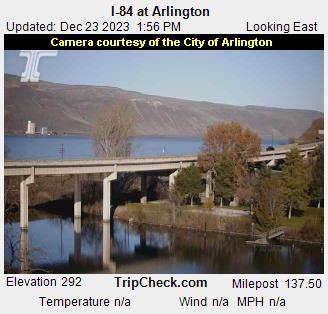 I-84 at Arlington
Updated: Dec 23 2023 1:56 PM Looking East
Camera courtesy of the City of Arlington
Elevation 292 TripCheck.com Milepost 137.50
Temperature n/a Wind n/a MPH n/a